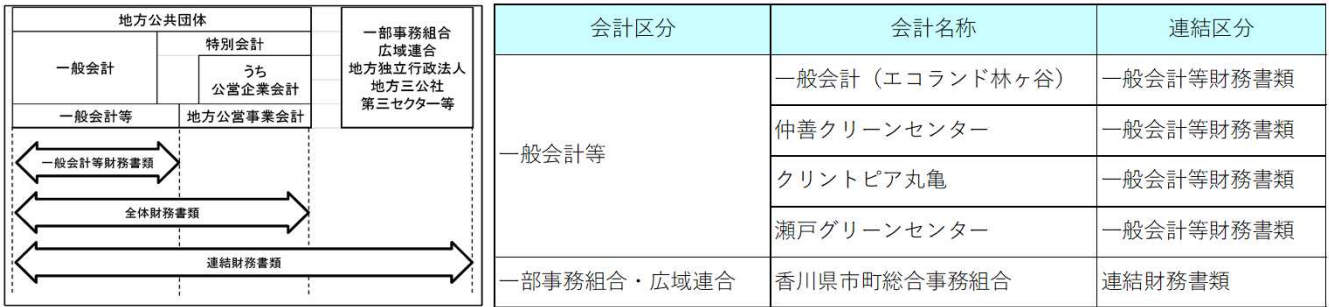 地方公共団体
一般会計
特別会計
うち
公営企業会計
一般会計等
地方公営事業会計
一部事務組合
広域連合
地方独立行政法人
地方三公社
第三セクター等
一般会計等財務書類
全体財務書類
連結財務書類
会計区分 会計名称 連結区分
一般会計等
一般会計（エコランド林ヶ谷） 一般会計等財務書類
仲善クリーンセンター 一般会計等財務書類
クリントピア丸亀 一般会計等財務書類
瀬戸グリーンセンター 一般会計等財務書類
一部事務組合・広域連合 香川県市町総合事務組合 連結財務書類